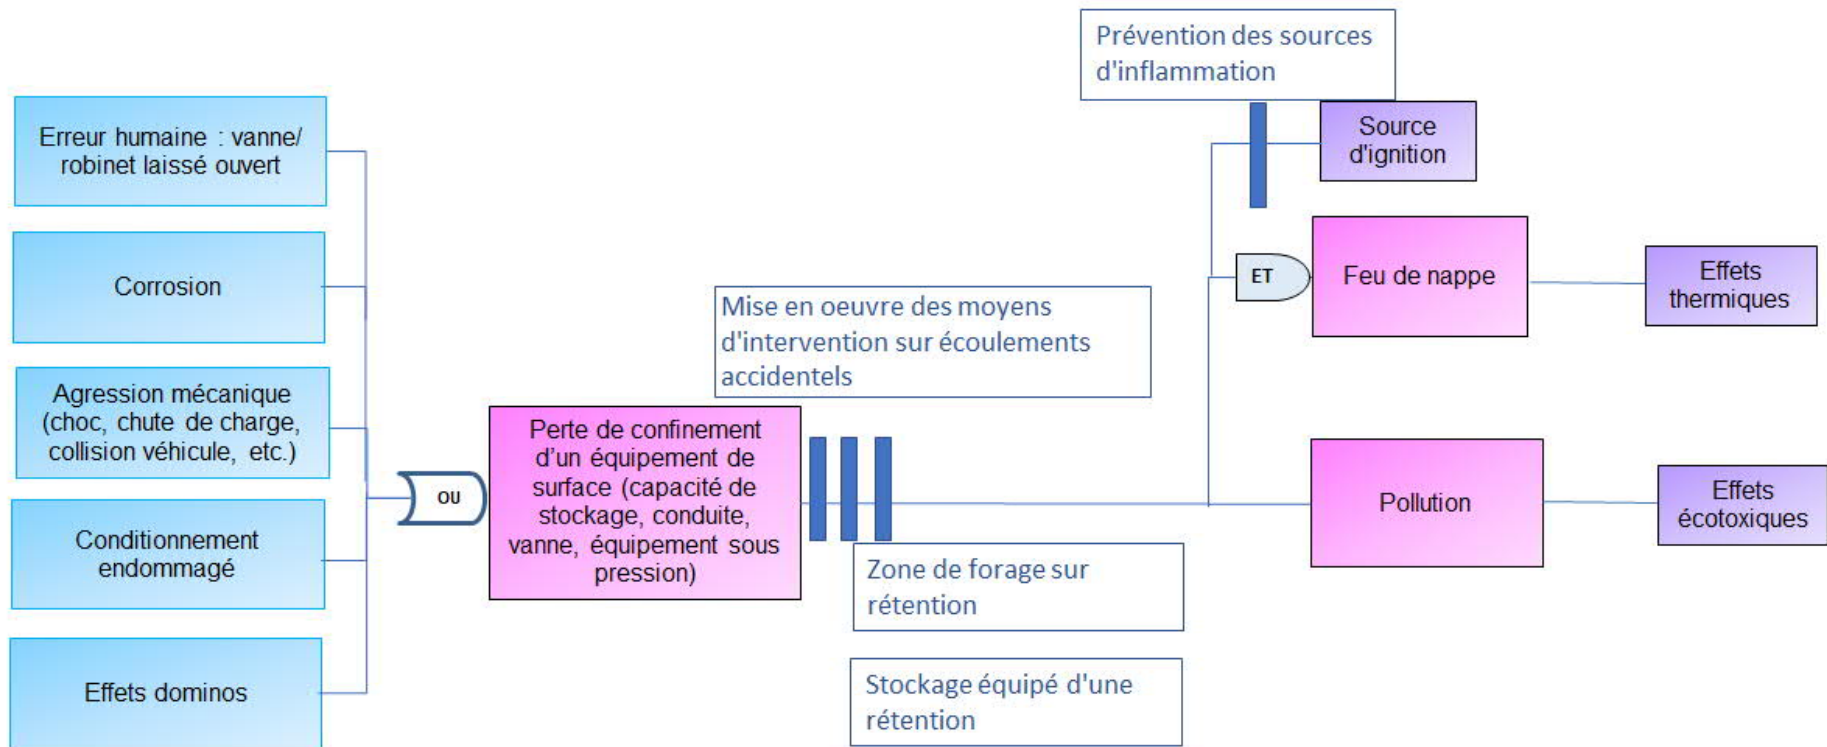 Prévention des sources
d'inflammation
Erreur humaine : vanne/
robinet laissé ouvert
Source
d'ignition
Corrosion
ET
Feu de nappe
Effets
thermiques
Mise en oeuvre des moyens
d'intervention sur écoulements
accidentels
Agression mécanique
(choc, chute de charge,
collision véhicule, etc.)
OU
Perte de confinement
d’un équipement de
surface (capacité de
stockage, conduite,
vanne, équipement sous
pression)
Pollution
Effets
écotoxiques
Conditionnement
endommagé
Zone de forage sur
rétention
Effets dominos
Stockage équipé d'une
rétention